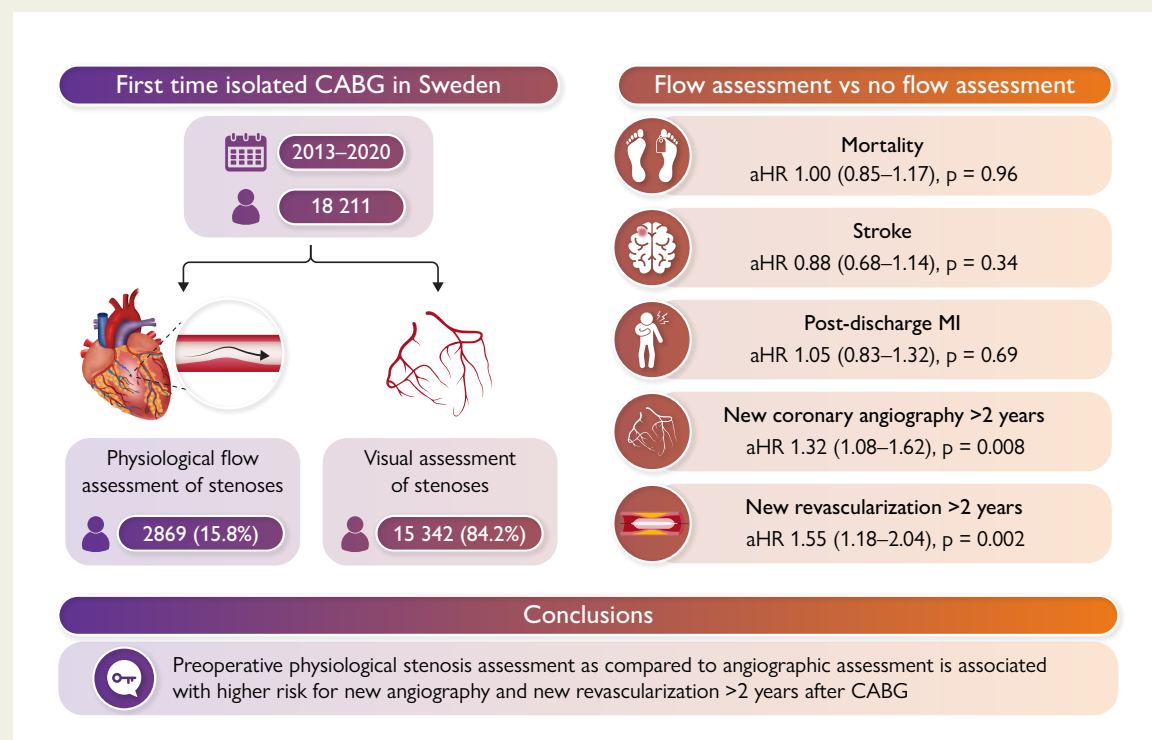 First time isolated CABG in Sweden
2013–2020
18 211
Physiological flow
assessment of stenoses
2869 (15.8%)
Visual assessment
of stenoses
15 342 (84.2%)
Flow assessment vs no flow assessment
Mortality
aHR 1.00 (0.85–1.17), p = 0.96
Stroke
aHR 0.88 (0.68–1.14), p = 0.34
Post-discharge MI
aHR 1.05 (0.83–1.32), p = 0.69
New coronary angiography >2 years
aHR 1.32 (1.08–1.62), p = 0.008
New revascularization >2 years
aHR 1.55 (1.18–2.04), p = 0.002
Conclusions
Preoperative physiological stenosis assessment as compared to angiographic assessment is associated
with higher risk for new angiography and new revascularization >2 years after CABG